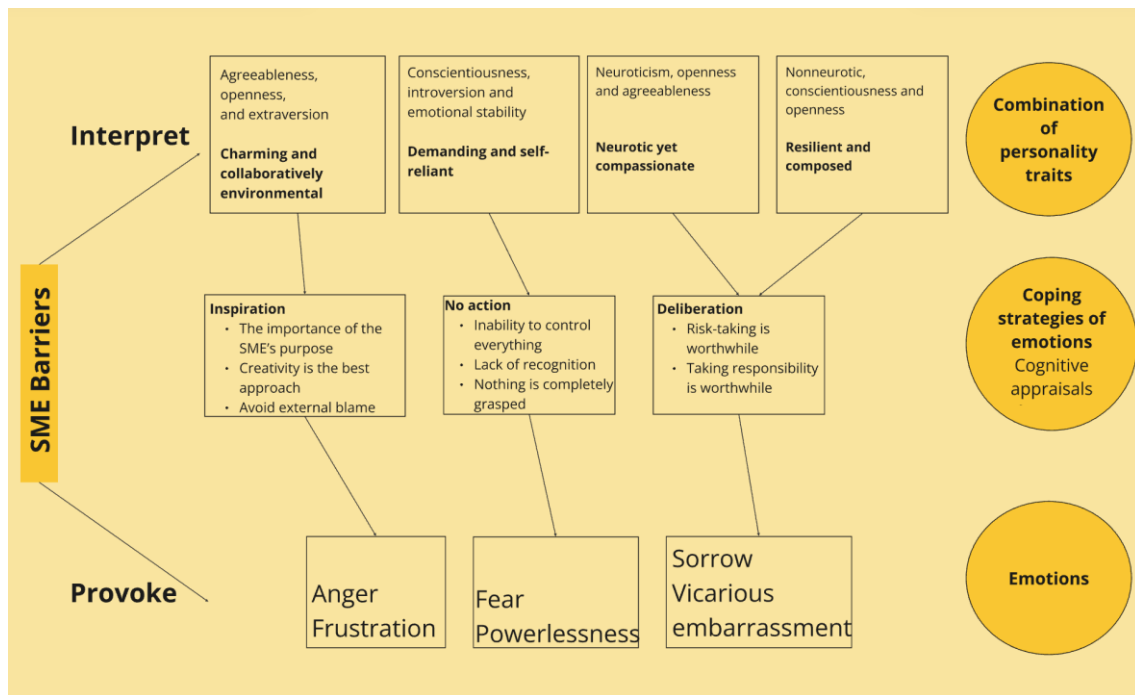 SME Barriers
Interpret
Agreeableness,
openness,
and extraversion
Charming and
collaboratively
environmental
Conscientiousness,
introversion and
emotional stability
Demanding and self-
reliant
Neuroticism, openness
and agreeableness
Neurotic yet
compassionate
Nonneurotic,
conscientiousness and
openness
Resilient and
composed
Combination
of
personality
traits
Inspiration
• The importance of the
SME's purpose
• Creativity is the best
approach
• Avoid external blame
No action
• Inability to control
everything
• Lack of recognition
• Nothing is completely
grasped
Deliberation
• Risk-taking is
worthwhile
• Taking responsibility
is worthwhile
Coping
strategies of
emotions
Cognitive
appraisals
Provoke
Anger
Frustration
Fear
Powerlessness
Sorrow
Vicarious
embarrassment
Emotions